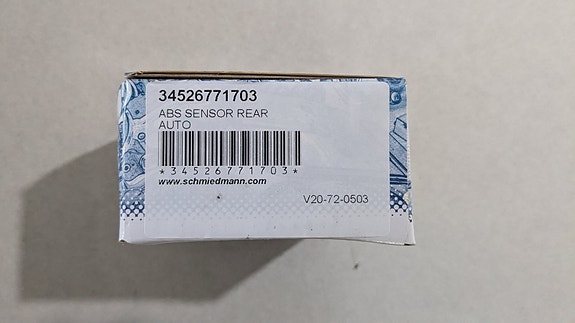 34526771703
ABS SENSOR REAR
AUTO
*34526771703*
www.schmiedmann.com
V20-72-0503